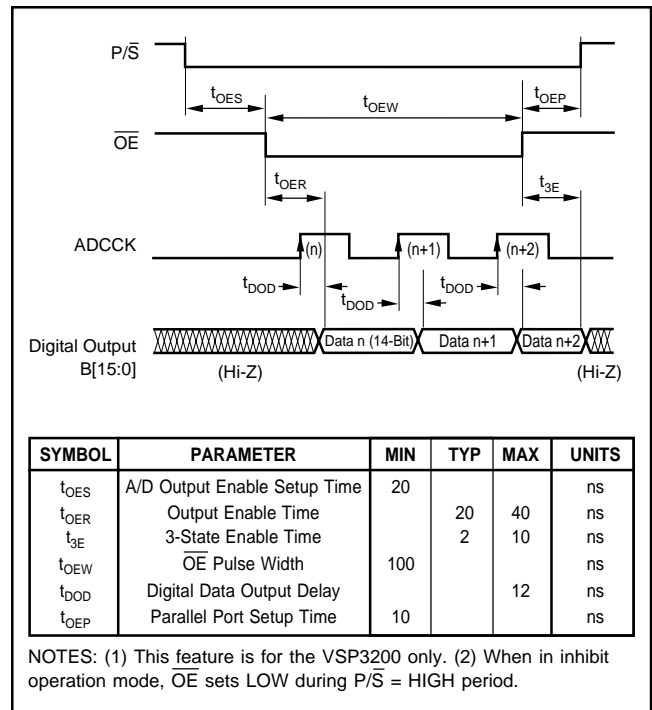 P/S̅
tOES
tOEW
tOEP
O̅E̅
tOER
t3E
ADCCK
(n)
(n+1)
(n+2)
tDOD
tDOD
tDOD
Digital Output
B[15:0]
Data n (14-Bit)
Data n+1
Data n+2
(Hi-Z)
(Hi-Z)
SYMBOL PARAMETER MIN TYP MAX UNITS
tOES A/D Output Enable Setup Time 20 ns
tOER Output Enable Time 20 40 ns
t3E 3-State Enable Time 2 10 ns
tOEW O̅E̅ Pulse Width 100 ns
tDOD Digital Data Output Delay 12 ns
tOEP Parallel Port Setup Time 10 ns
NOTES: (1) This feature is for the VSP3200 only. (2) When in inhibit
operation mode, O̅E̅ sets LOW during P/S̅ = HIGH period.